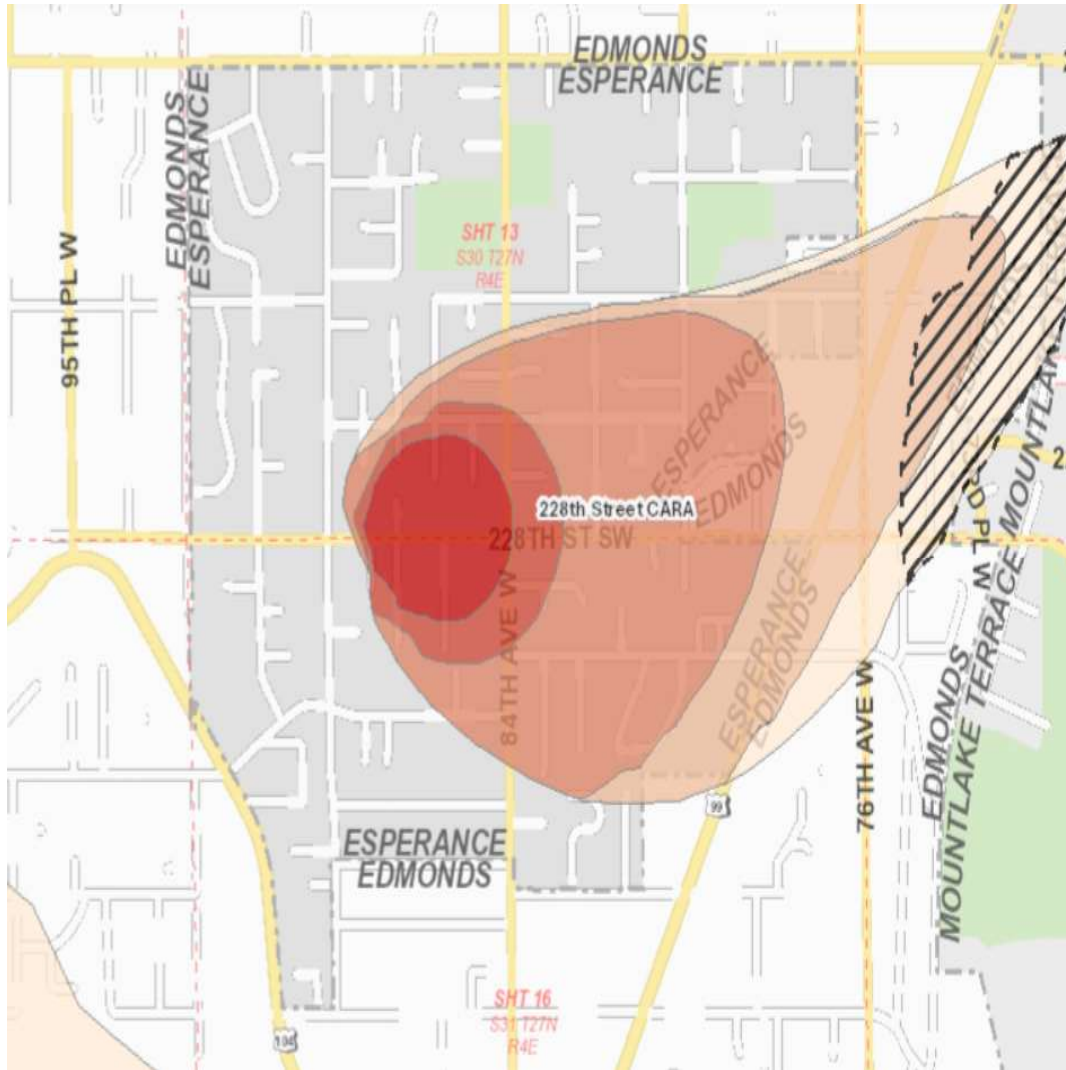 EDMONDS
ESPERANCE
EDMONDS
ESPERANCE
95TH PL W
SHT 13
S30 T27N
R4E
ESPERANCE
EDMONDS
EDMONDS
228th Street CARA
228TH ST SW
84TH AVE W
ESPERANCE
EDMONDS
76TH AVE W
EDMONDS
MOUNTLAKE TERRACE
99
ESPERANCE
EDMONDS
SHT 16
S31 T27N
R4E
104